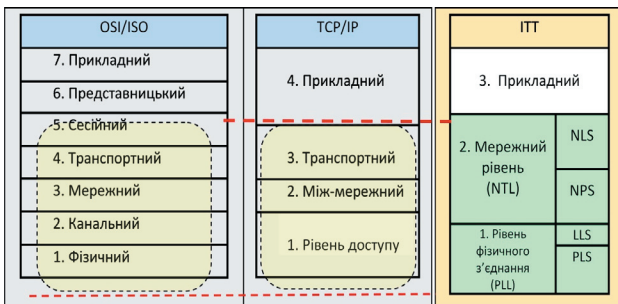 OSI/ISO
7. Прикладний
6. Представницький
5. Сесійний
4. Транспортний
3. Мережний
2. Канальний
1. Фізичний
TCP/IP
4. Прикладний
3. Транспортний
2. Між-мережний
1. Рівень доступу
ITT
3. Прикладний
2. Мережний
рівень
(NTL)
NLS
NPS
1. Рівень
фізичного
з’єднання
(PLL)
LLS
PLS